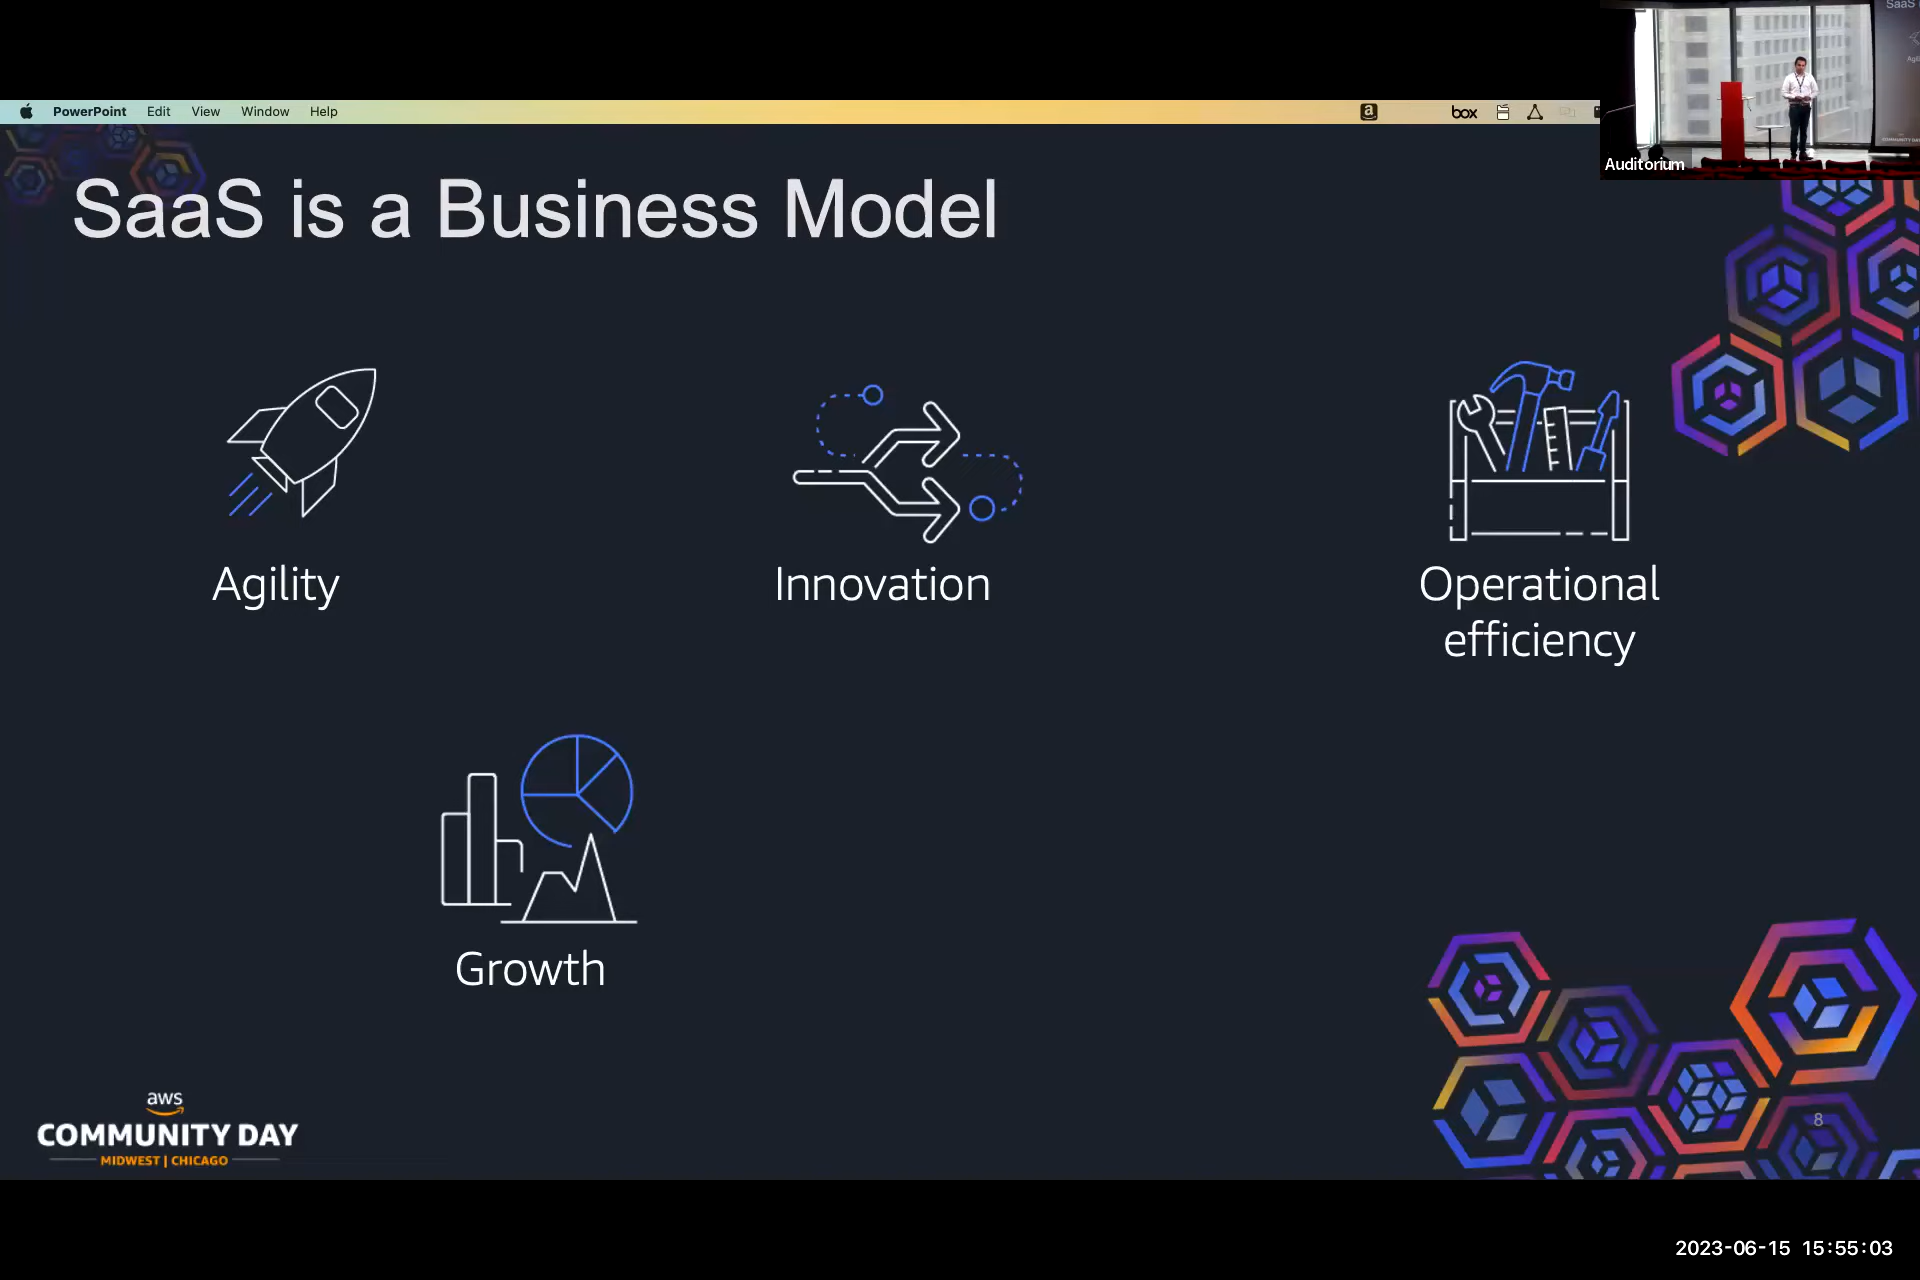 PowerPoint Edit View Window Help
box
SaaS
Auditorium
SaaS is a Business Model
Agility
Innovation
Operational
efficiency
Growth
aws
COMMUNITY DAY
MIDWEST | CHICAGO
8
2023-06-15 15:55:03